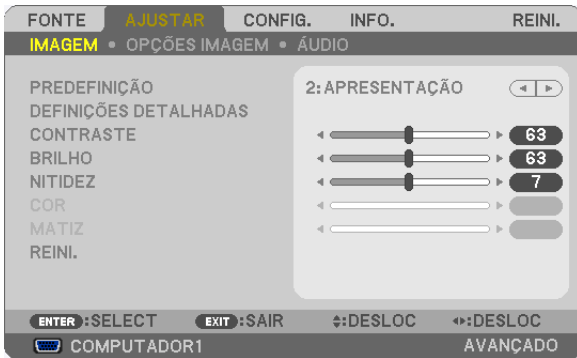 FONTE AJUSTAR CONFIG. INFO. REINI.
IMAGEM • OPÇÕES IMAGEM • ÁUDIO
PREDEFINIÇÃO 2:APRESENTAÇÃO
DEFINIÇÕES DETALHADAS
CONTRASTE 63
BRILHO 63
NITIDEZ 7
COR
MATIZ
REINI.
ENTER :SELECT EXIT :SAIR :DESLOC :DESLOC
COMPUTADOR1 AVANÇADO